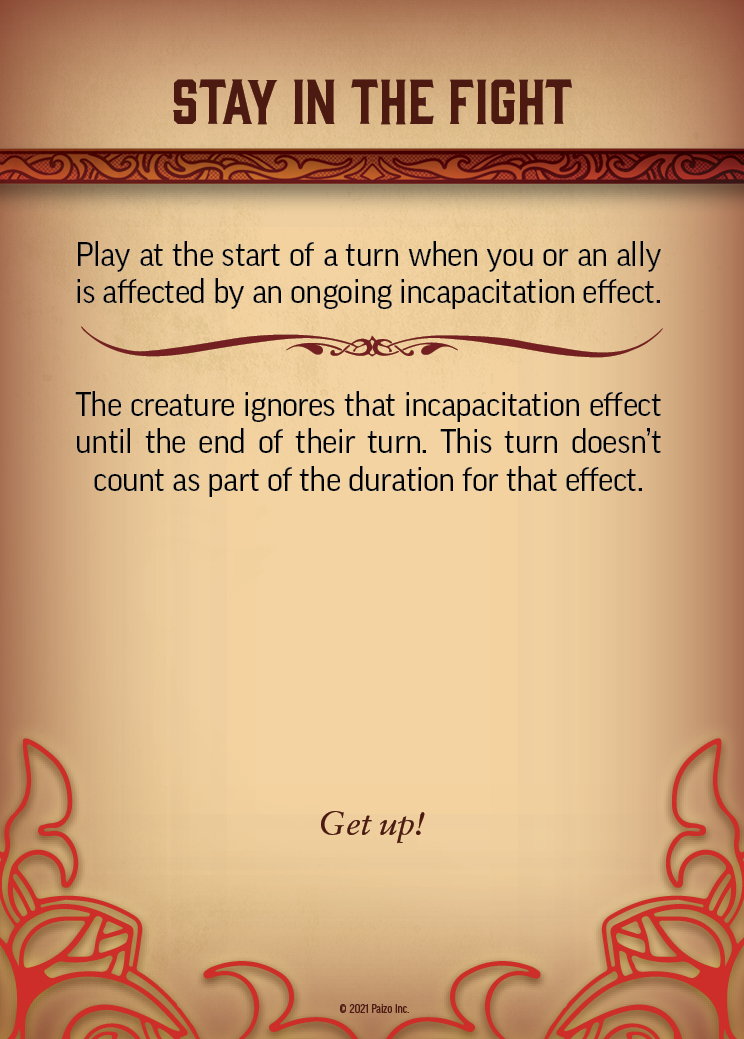 STAY IN THE FIGHT
Play at the start of a turn when you or an ally
is affected by an ongoing incapacitation effect.
The creature ignores that incapacitation effect
until the end of their turn. This turn doesn’t
count as part of the duration for that effect.
Get up!
© 2021 Paizo Inc.